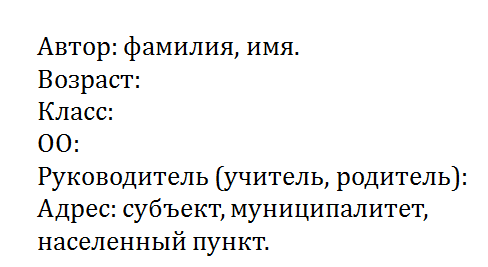 Автор: фамилия, имя.
Возраст:
Класс:
ОО:
Руководитель (учитель, родитель):
Адрес: субъект, муниципалитет,
населенный пункт.